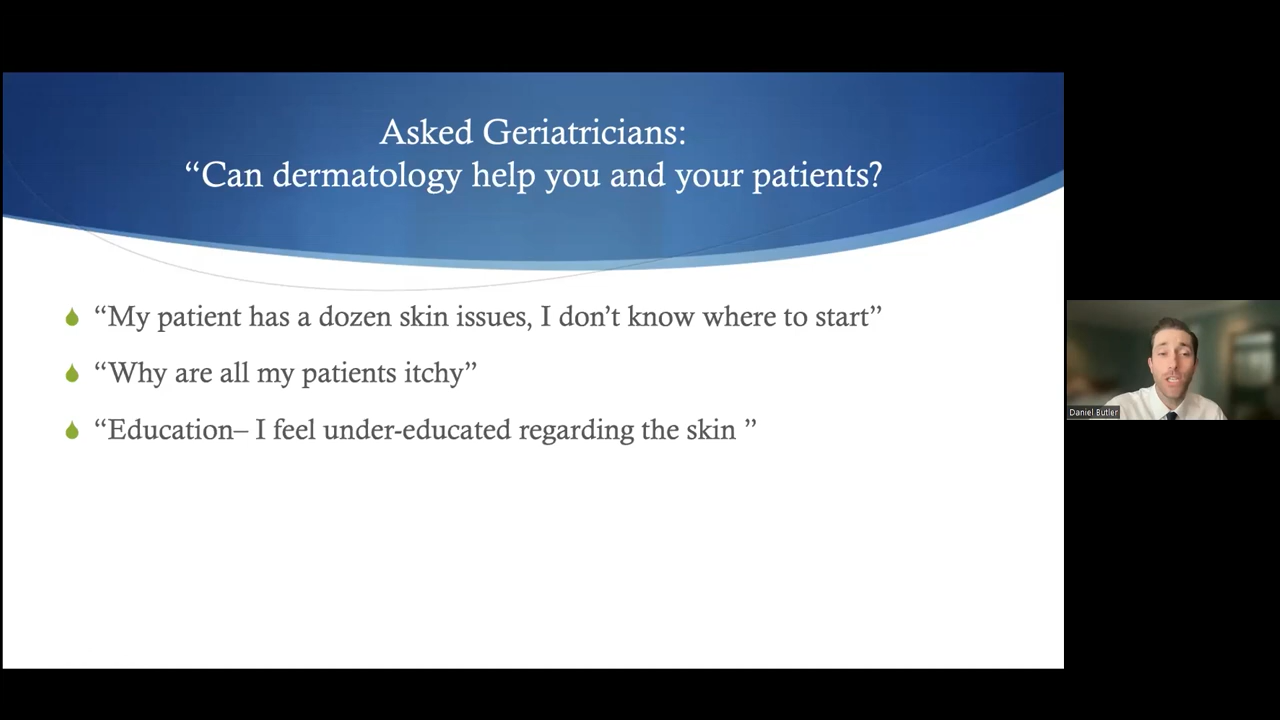 Asked Geriatricians:
“Can dermatology help you and your patients?
“My patient has a dozen skin issues, I don’t know where to start”
“Why are all my patients itchy”
“Education– I feel under-educated regarding the skin ”
Daniel Butler